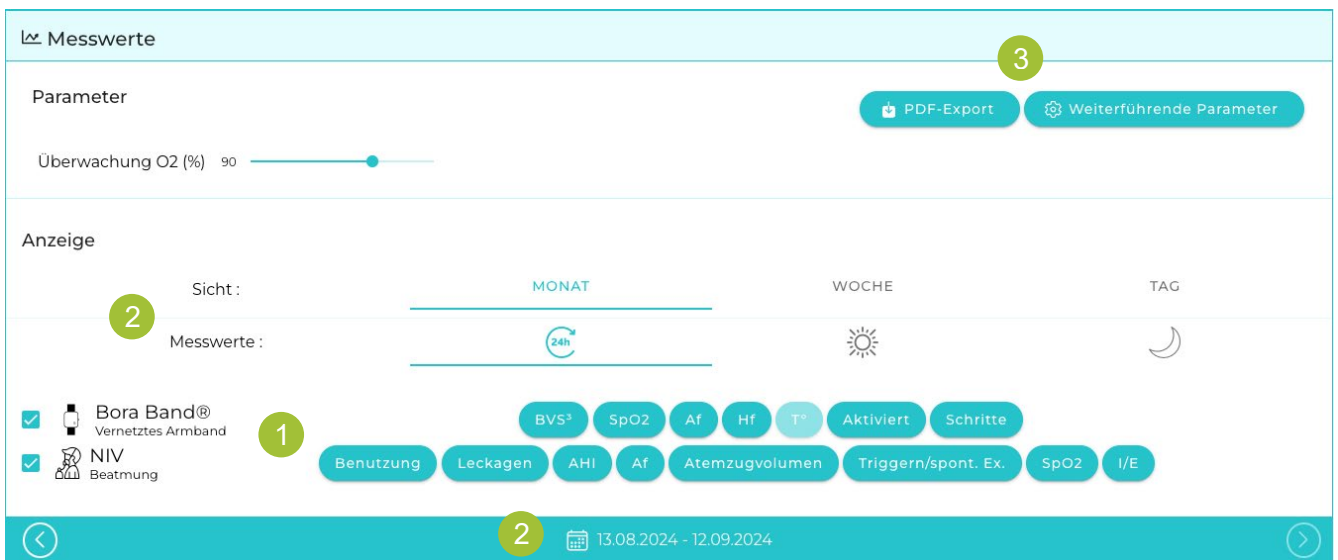 Messwerte
3
Parameter
PDF-Export Weiterführende Parameter
Überwachung O2 (%) 90
Anzeige
Sicht : MONAT WOCHE TAG
2
Messwerte : 24h
Bora Band® BVS³ SpO2 Af Hf T° Aktiviert Schritte
Vernetztes Armband
1
NIV Benutzung Leckagen AHI Af Atemzugvolumen Triggern/spont. Ex. SpO2 I/E
Beatmung
2 13.08.2024 - 12.09.2024